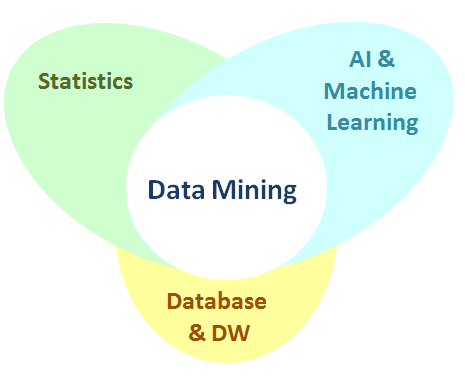 Statistics
AI &
Machine
Learning
Data Mining
Database
& DW